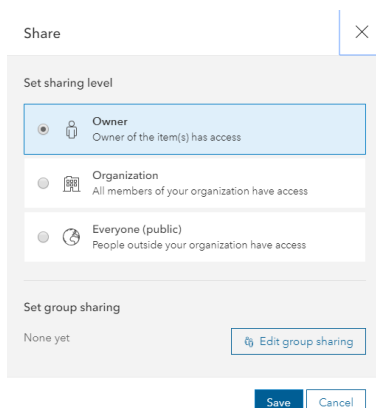 Share
Set sharing level
Owner
Owner of the item(s) has access
Organization
All members of your organization have access
Everyone (public)
People outside your organization have access
Set group sharing
None yet
Edit group sharing
Save
Cancel